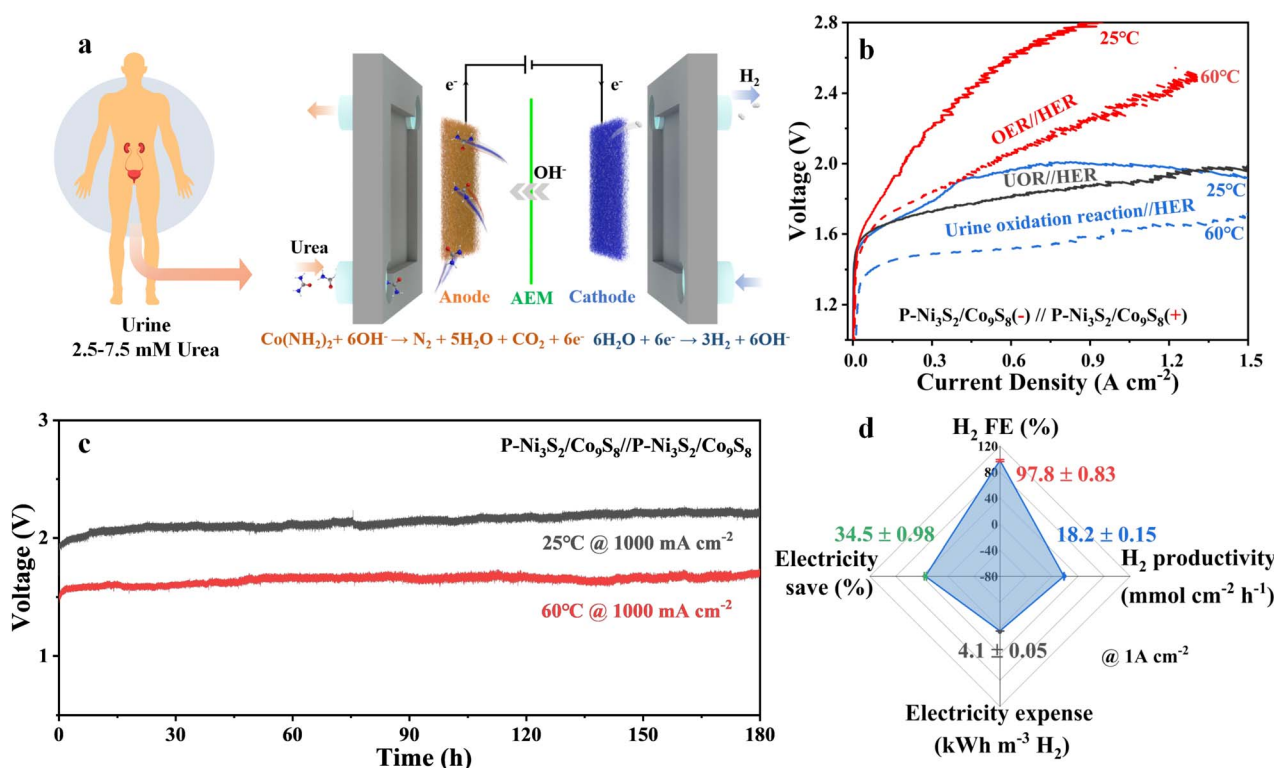 a
Urine
2.5-7.5 mM Urea
Urea
e⁻
e⁻
H₂
OH⁻
Anode
AEM
Cathode
Co(NH₂)₂+ 6OH⁻→ N₂ + 5H₂O + CO₂ + 6e⁻
6H₂O + 6e⁻→ 3H₂ + 6OH⁻
b
Voltage (V)
2.8
2.4
2.0
1.6
1.2
25℃
60℃
OER//HER
UOR//HER
25℃
Urine oxidation reaction//HER
60℃
P-Ni₃S₂/Co₉S₈(-) // P-Ni₃S₂/Co₉S₈(+)
0.0 0.3 0.6 0.9 1.2 1.5
Current Density (A cm⁻²)
c
Voltage (V)
3
2
1
P-Ni₃S₂/Co₉S₈//P-Ni₃S₂/Co₉S₈
25℃ @ 1000 mA cm⁻²
60℃ @ 1000 mA cm⁻²
0 30 60 90 120 150 180
Time (h)
d
H₂ FE (%)
120
80
40
0
-40
-80
97.8 ± 0.83
34.5 ± 0.98
18.2 ± 0.15
Electricity
save (%)
H₂ productivity
(mmol cm⁻² h⁻¹)
4.1 ± 0.05
@ 1A cm⁻²
Electricity expense
(kWh m⁻³ H₂)